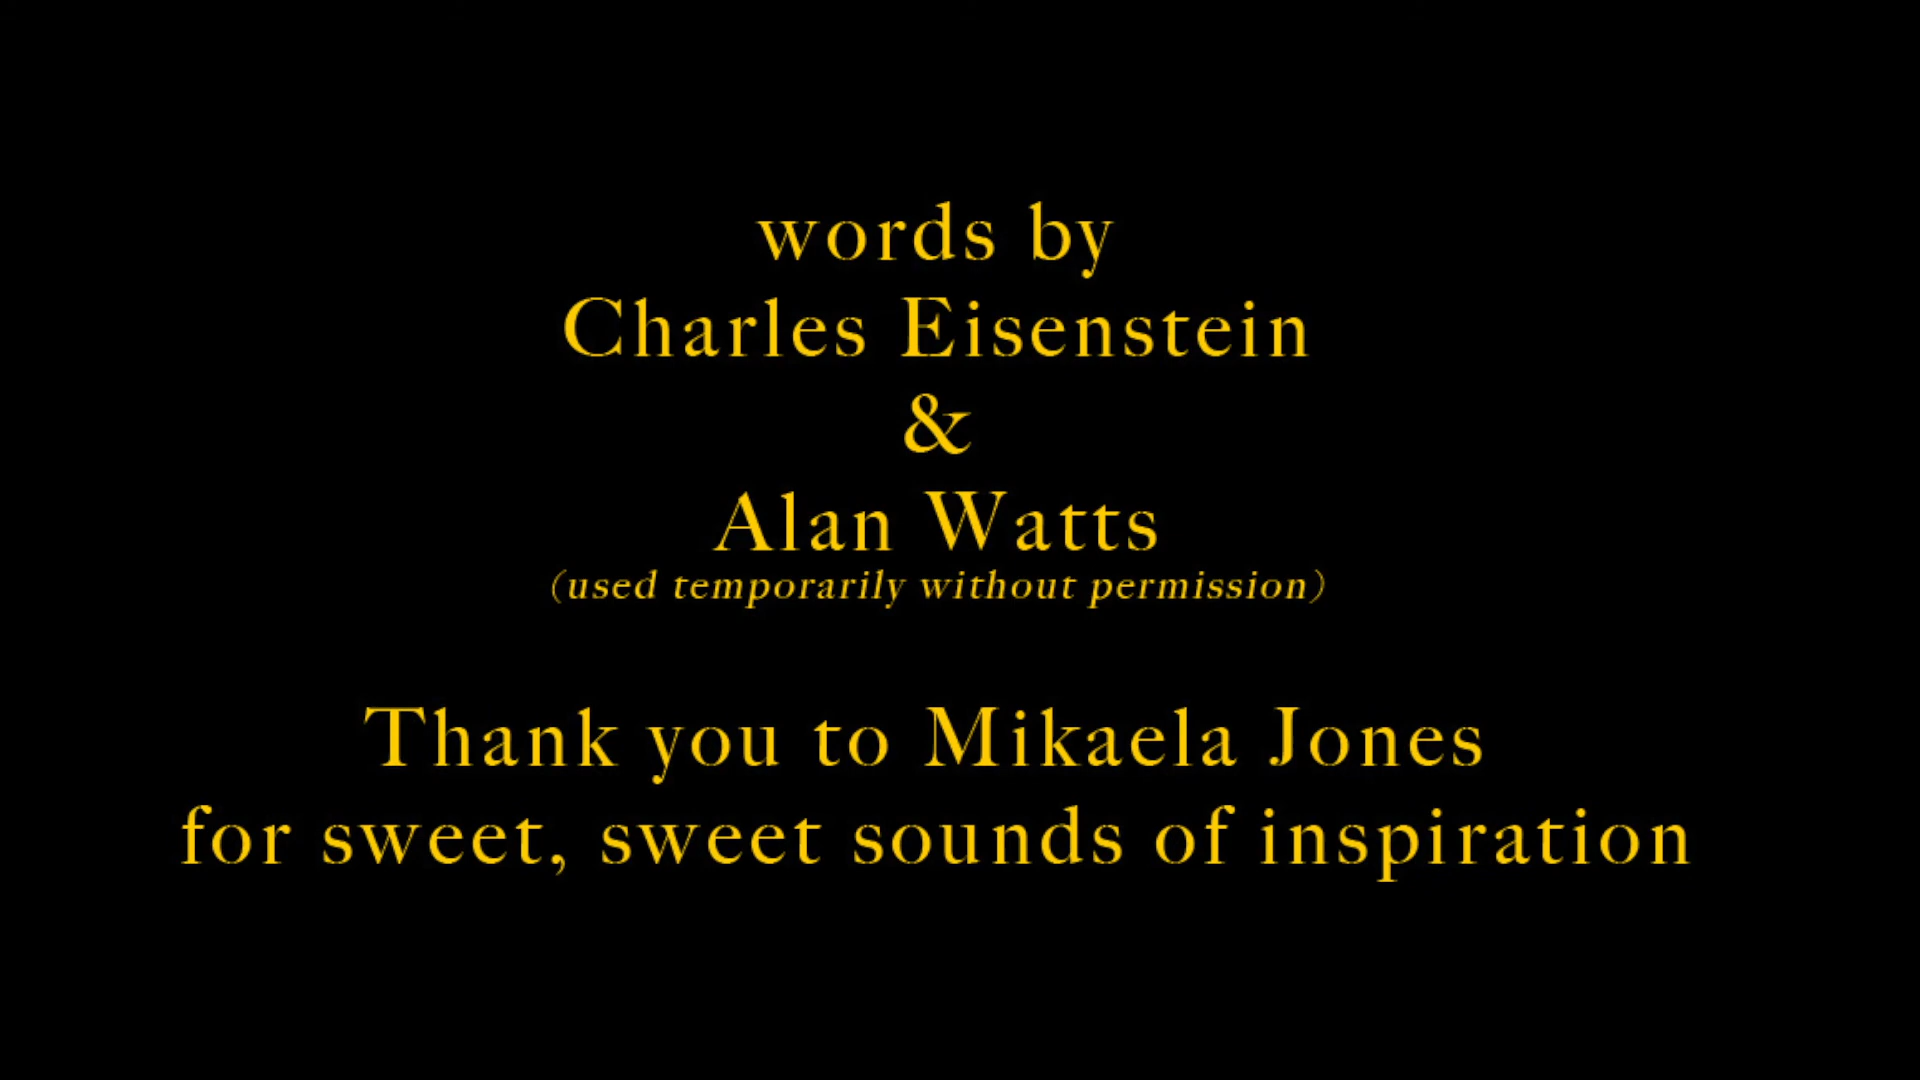 words by
Charles Eisenstein
&
Alan Watts
(used temporarily without permission)
Thank you to Mikaela Jones
for sweet, sweet sounds of inspiration